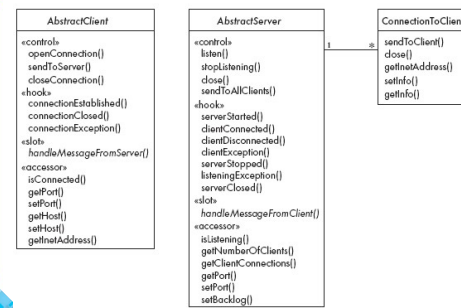 AbstractClient
«control»
openConnection()
sendToServer()
closeConnection()
«hook»
connectionEstablished()
connectionClosed()
connectionException()
«slot»
handleMessageFromServer()
«accessor»
isConnected()
getPort()
setPort()
getHost()
setHost()
getInetAddress()
AbstractServer
«control»
listen()
stopListening()
close()
sendToAllClients()
«hook»
serverStarted()
clientConnected()
clientDisconnected()
clientException()
serverStopped()
listeningException()
serverClosed()
«slot»
handleMessageFromClient()
«accessor»
isListening()
getNumberOfClients()
getClientConnections()
getPort()
setPort()
setBacklog()
1 *
ConnectionToClien
sendToClient()
close()
getInetAddress()
setInfo()
getInfo()